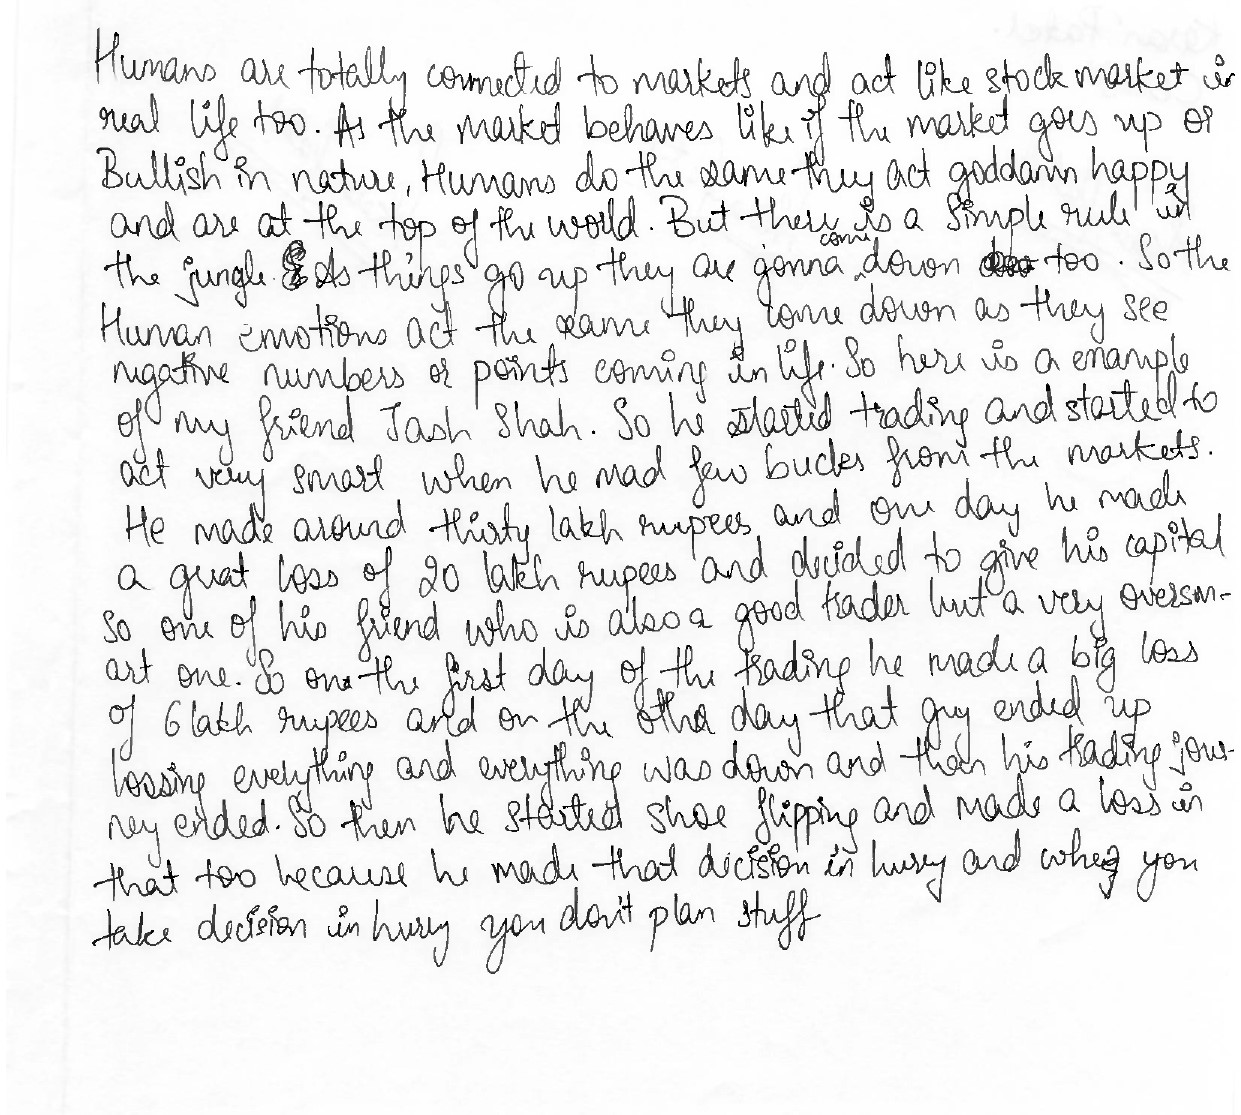 Humans are totally connected to markets and act like stock market in
real life too. As the market behaves like if the market goes up or
Bullish in nature, Humans do the same they act goddamn happy
and are at the top of the world. But there is a simple rule in
the jungle. As things go up they are gonna come down too. So the
Human emotions act the same they come down as they see
negative numbers or points coming in life. So here is a example
of my friend Jash Shah. So he started trading and started to
act very smart when he mad few bucks from the markets.
He made around thirty lakh rupees and one day he made
a great loss of 20 lakh rupees and decided to give his capital
so one of his friend who is also a good trader but a very oversm-
art one. So on the first day of the trading he made a big loss
of 6 lakh rupees and on the otha day that guy ended up
lossing everything and everything was down and then his trading jour-
ney ended. So then he started shoe flipping and made a loss in
that too because he made that decision in hurry and when you
take decision in hurry you don't plan stuff